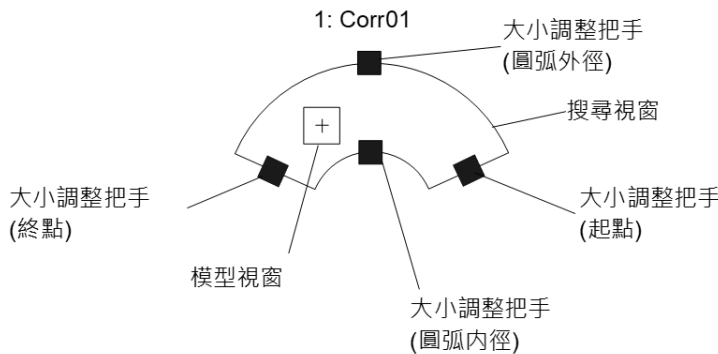 1: Corr01
大小調整把手
(圓弧外徑)
搜尋視窗
大小調整把手
(終點)
大小調整把手
(起點)
模型視窗
大小調整把手
(圓弧內徑)